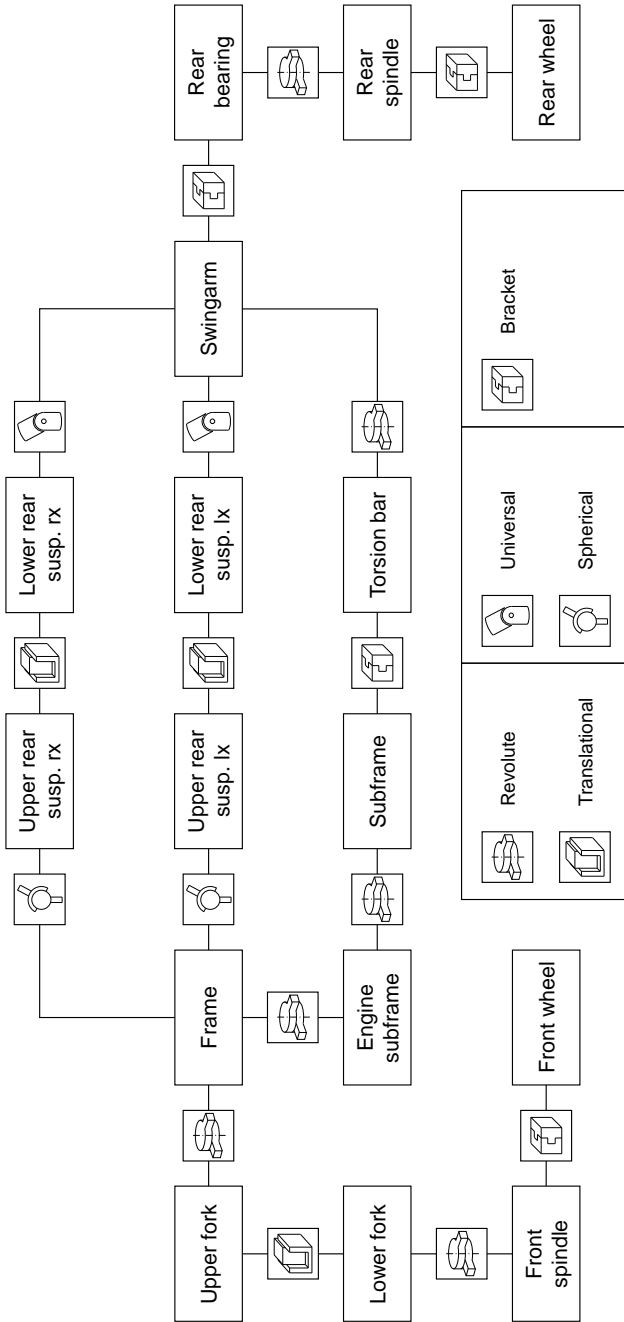 Upper rear
susp. rx
Lower rear
susp. rx
Upper fork
Frame
Upper rear
susp. lx
Lower rear
susp. lx
Swingarm
Rear
bearing
Lower fork
Engine
subframe
Subframe
Torsion bar
Rear
spindle
Front
spindle
Front wheel
Rear wheel
Revolute
Universal
Bracket
Translational
Spherical